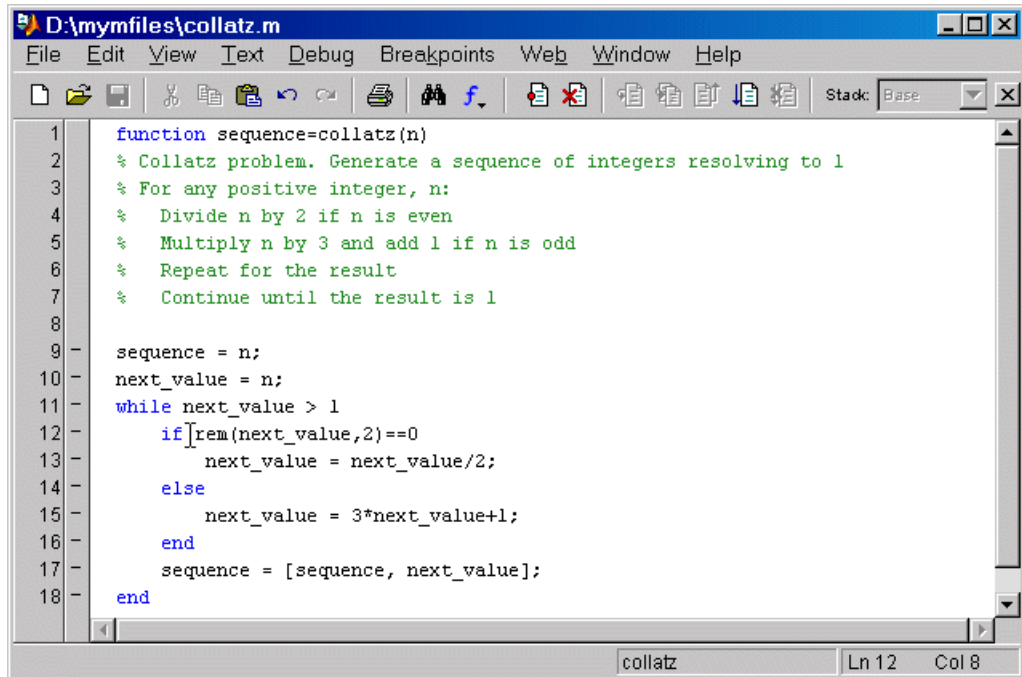 D:\mymfiles\collatz.m
File Edit View Text Debug Breakpoints Web Window Help
Stack: Base
1 function sequence=collatz(n)
2 % Collatz problem. Generate a sequence of integers resolving to 1
3 % For any positive integer, n:
4 %   Divide n by 2 if n is even
5 %   Multiply n by 3 and add 1 if n is odd
6 %   Repeat for the result
7 %   Continue until the result is 1
8
9 - sequence = n;
10 - next_value = n;
11 - while next_value > 1
12 -     if rem(next_value,2)==0
13 -         next_value = next_value/2;
14 -     else
15 -         next_value = 3*next_value+1;
16 -     end
17 -     sequence = [sequence, next_value];
18 - end
collatz Ln 12 Col 8